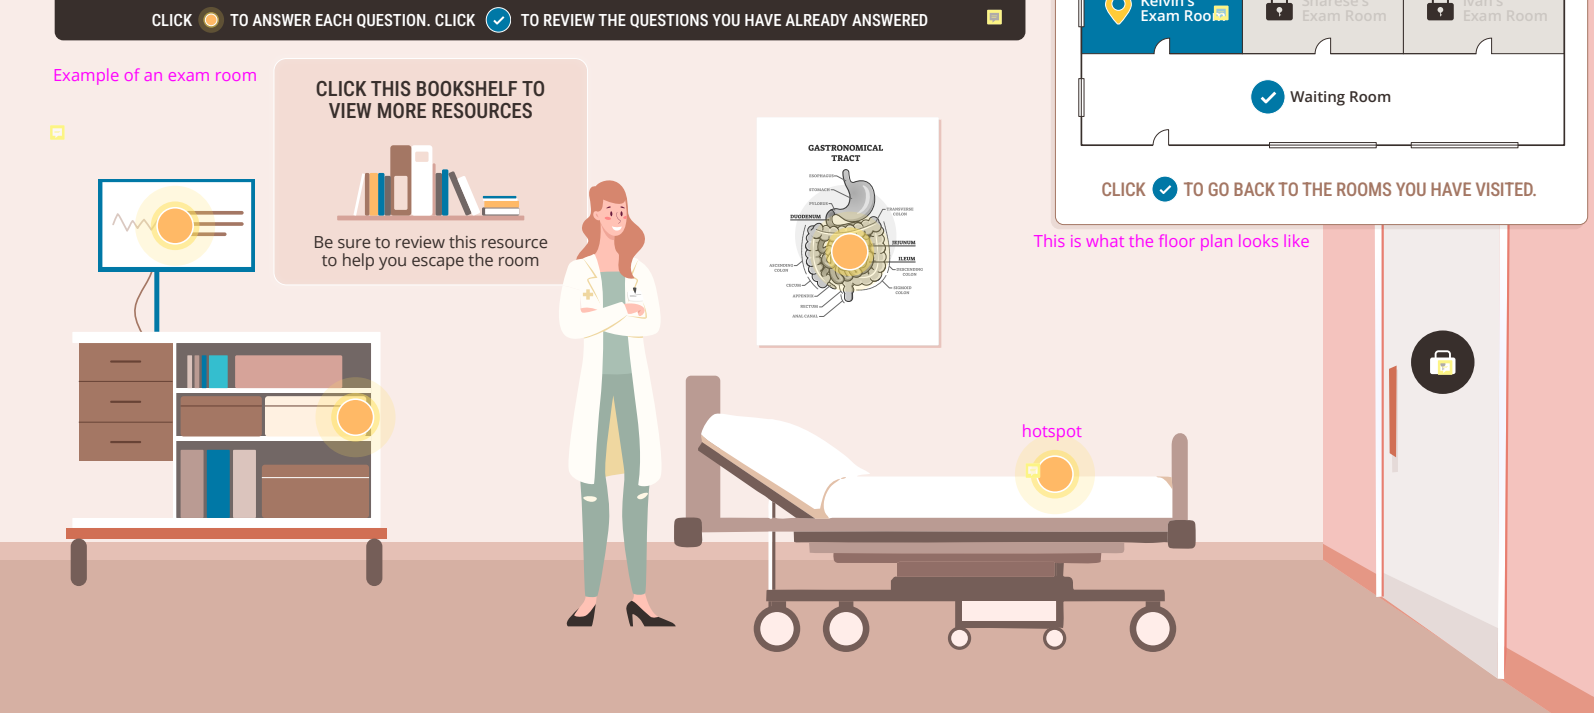 CLICK TO ANSWER EACH QUESTION. CLICK TO REVIEW THE QUESTIONS YOU HAVE ALREADY ANSWERED
Kelvin's
Exam Room
Sharese's
Exam Room
Ivan's
Exam Room
Example of an exam room
CLICK THIS BOOKSHELF TO
VIEW MORE RESOURCES
Be sure to review this resource
to help you escape the room
Waiting Room
CLICK TO GO BACK TO THE ROOMS YOU HAVE VISITED.
This is what the floor plan looks like
GASTRONOMICAL
TRACT
ESOPHAGUS
STOMACH
PYLORUS
DUODENUM
TRANSVERSE
COLON
JEJUNUM
ILEUM
ASCENDING
COLON
DESCENDING
COLON
CECUM
APPENDIX
SIGMOID
COLON
RECTUM
ANAL CANAL
hotspot